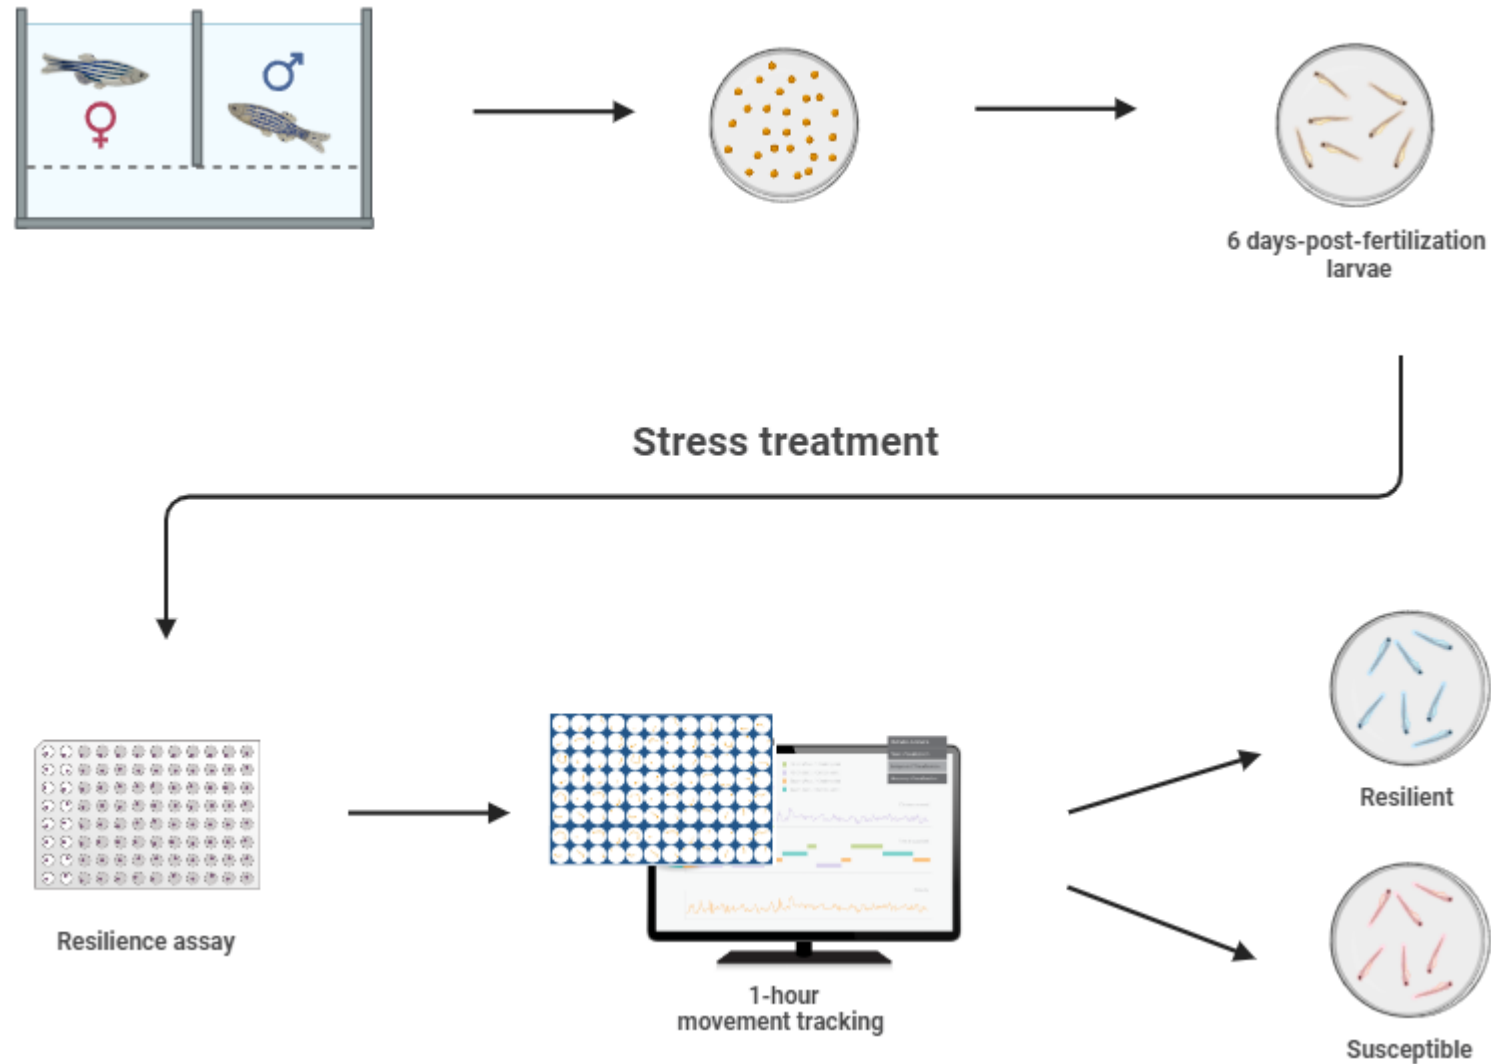 6 days-post-fertilization
larvae
Stress treatment
Resilience assay
1-hour
movement tracking
Resilient
Susceptible